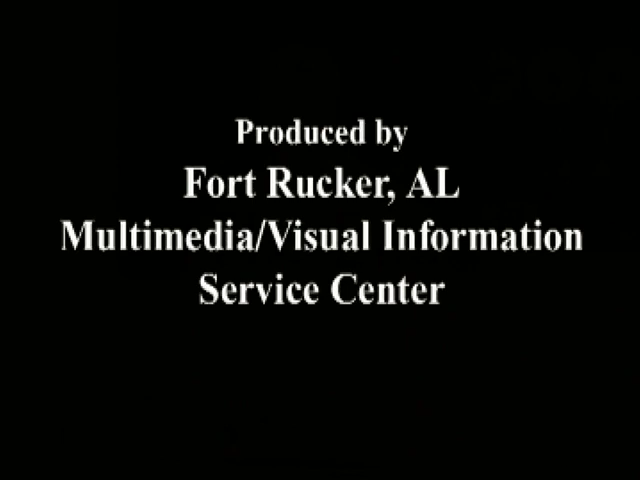 Produced by
Fort Rucker, AL
Multimedia/Visual Information
Service Center